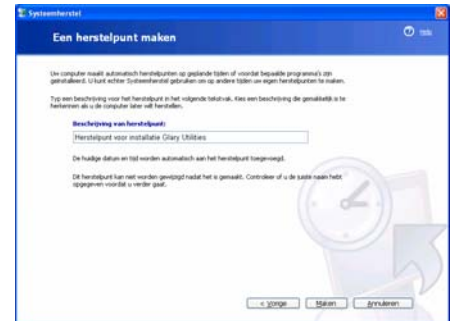 Systeemherstel
Een herstelpunt maken
Help
Uw computer maakt automatisch herstelpunten op geplande tijden of voordat bepaalde programma's zijn
geïnstalleerd. U kunt echter Systeemherstel gebruiken om op andere tijden uw eigen herstelpunten te maken.
Typ een beschrijving voor het herstelpunt in het volgende tekstvak. Kies een beschrijving die gemakkelijk is te
herkennen als u de computer later wilt herstellen.
Beschrijving van herstelpunt:
Herstelpunt voor installatie Glary Utilities
De huidige datum en tijd worden automatisch aan het herstelpunt toegevoegd.
Dit herstelpunt kan niet worden gewijzigd nadat het is gemaakt. Controleer of u de juiste naam hebt
opgegeven voordat u verder gaat.
< Vorige
Maken
Annuleren